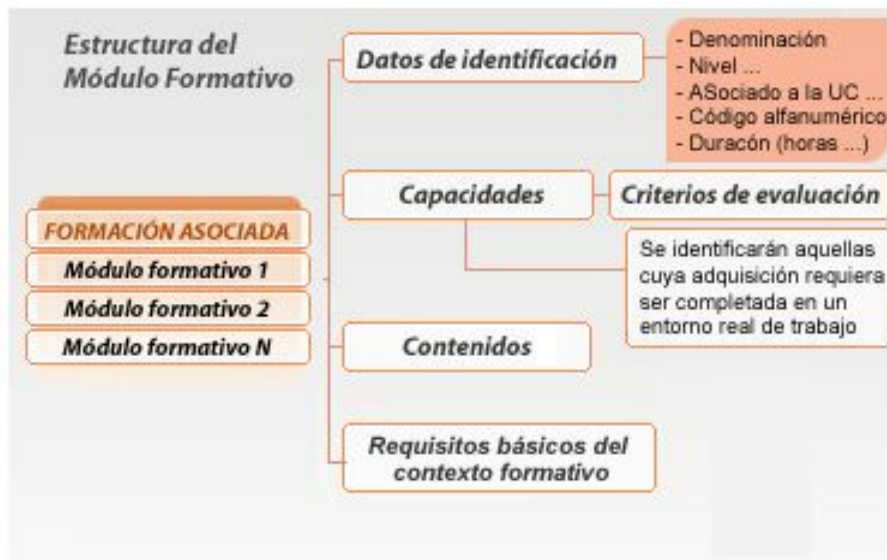 Estructura del
Módulo Formativo
FORMACIÓN ASOCIADA
Módulo formativo 1
Módulo formativo 2
Módulo formativo N
Datos de identificación
- Denominación
- Nivel ...
- ASociado a la UC ...
- Código alfanumérico
- Duracón (horas ...)
Capacidades
Criterios de evaluación
Se identificarán aquellas
cuya adquisición requiera
ser completada en un
entorno real de trabajo
Contenidos
Requisitos básicos del
contexto formativo